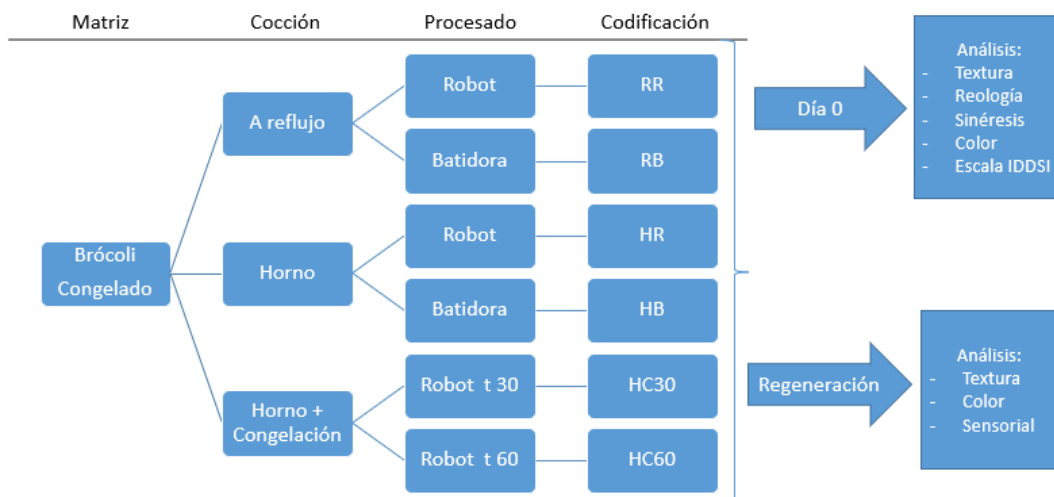 Matriz
Cocción
Procesado
Codificación
Brócoli
Congelado
A reflujo
Robot
RR
Batidora
RB
Horno
Robot
HR
Batidora
HB
Horno +
Congelación
Robot t 30
HC30
Robot t 60
HC60
Día 0
Análisis:
- Textura
- Reología
- Sinéresis
- Color
- Escala IDDSI
Regeneración
Análisis:
- Textura
- Color
- Sensorial